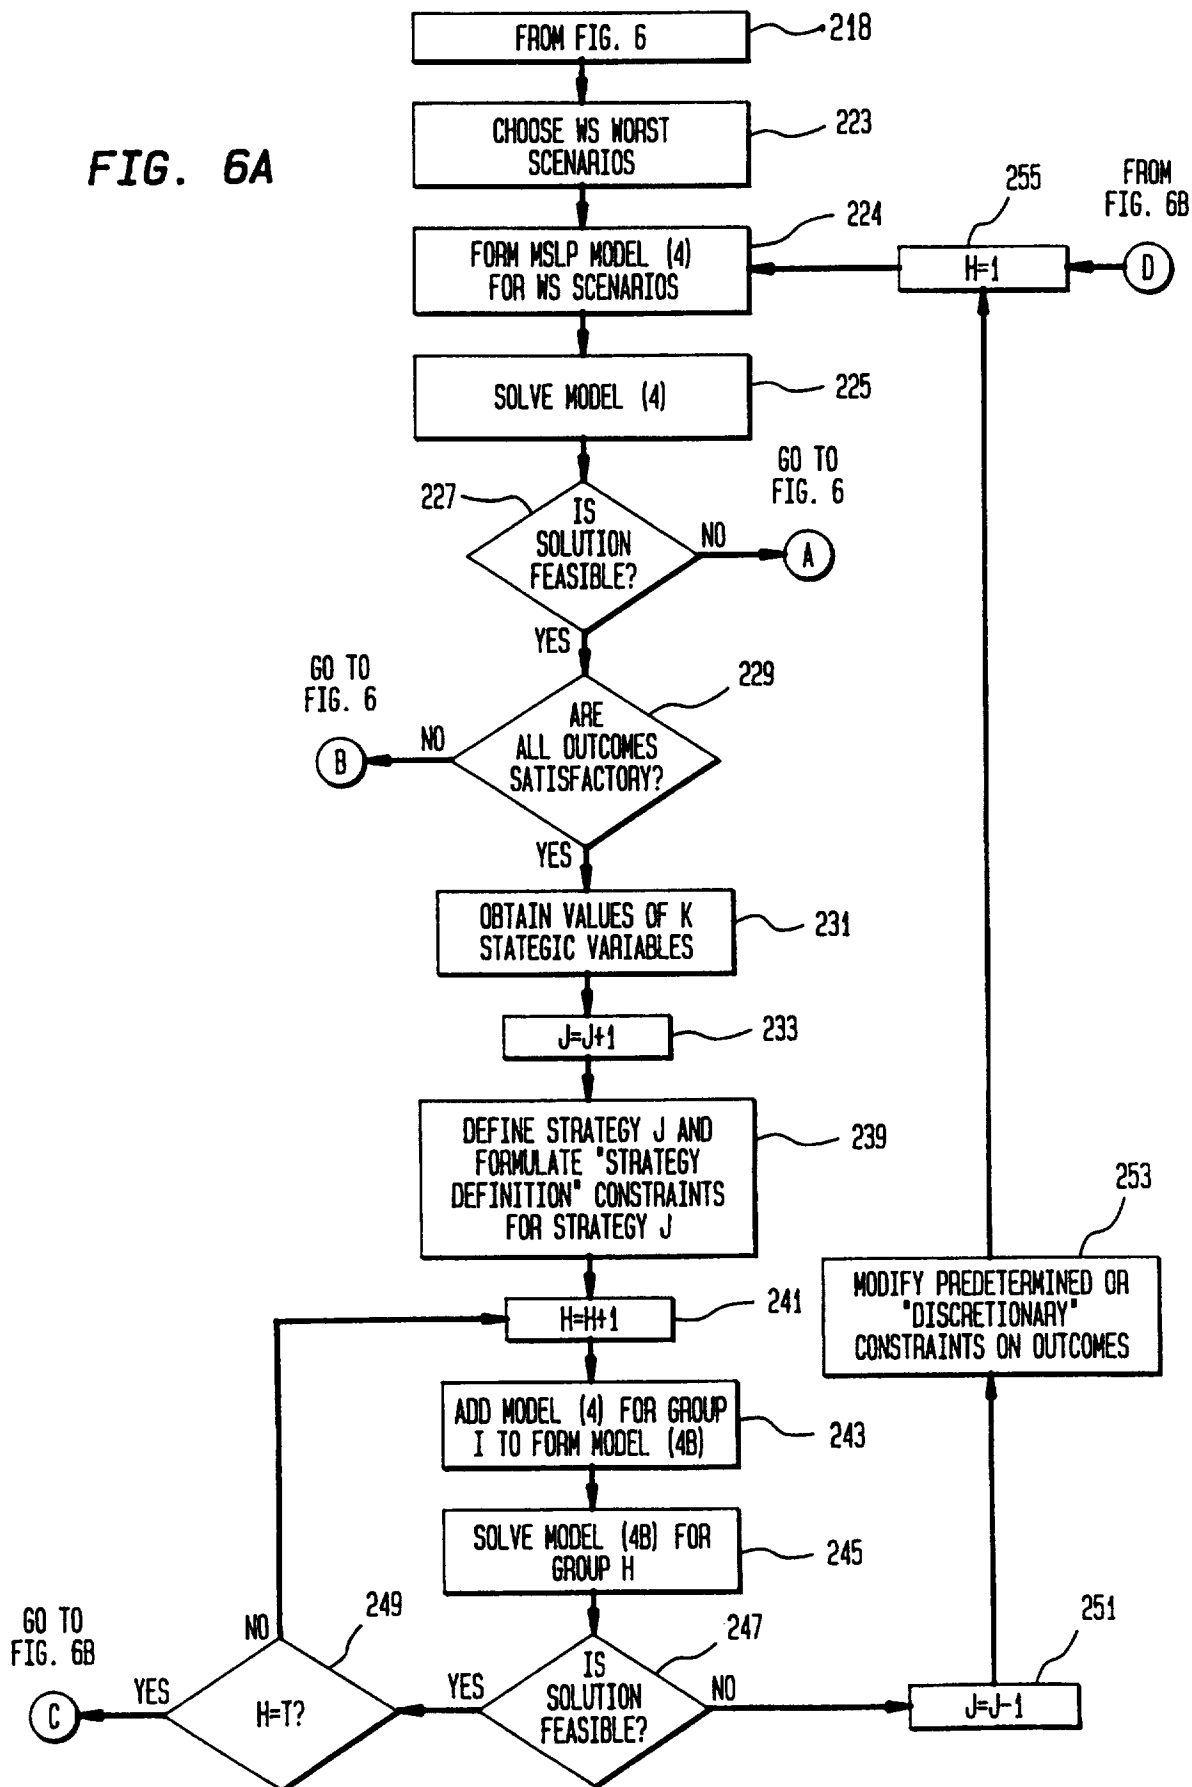 FROM FIG. 6
218
FIG. 6A
CHOOSE WS WORST
SCENARIOS
223
FORM MSLP MODEL (4)
FOR WS SCENARIOS
224
255
H=1
FROM
FIG. 6B
D
SOLVE MODEL (4)
225
227
IS
SOLUTION
FEASIBLE?
NO
GO TO
FIG. 6
A
YES
GO TO
FIG. 6
B
NO
ARE
ALL OUTCOMES
SATISFACTORY?
229
YES
OBTAIN VALUES OF K
STATEGIC VARIABLES
231
J=J+1
233
DEFINE STRATEGY J AND
FORMULATE "STRATEGY
DEFINITION" CONSTRAINTS
FOR STRATEGY J
239
253
MODIFY PREDETERMINED OR
"DISCRETIONARY"
CONSTRAINTS ON OUTCOMES
H=H+1
241
ADD MODEL (4) FOR GROUP
I TO FORM MODEL (4B)
243
SOLVE MODEL (4B) FOR
GROUP H
245
GO TO
FIG. 6B
C
YES
NO
249
H=T?
YES
IS
SOLUTION
FEASIBLE?
247
NO
251
J=J-1